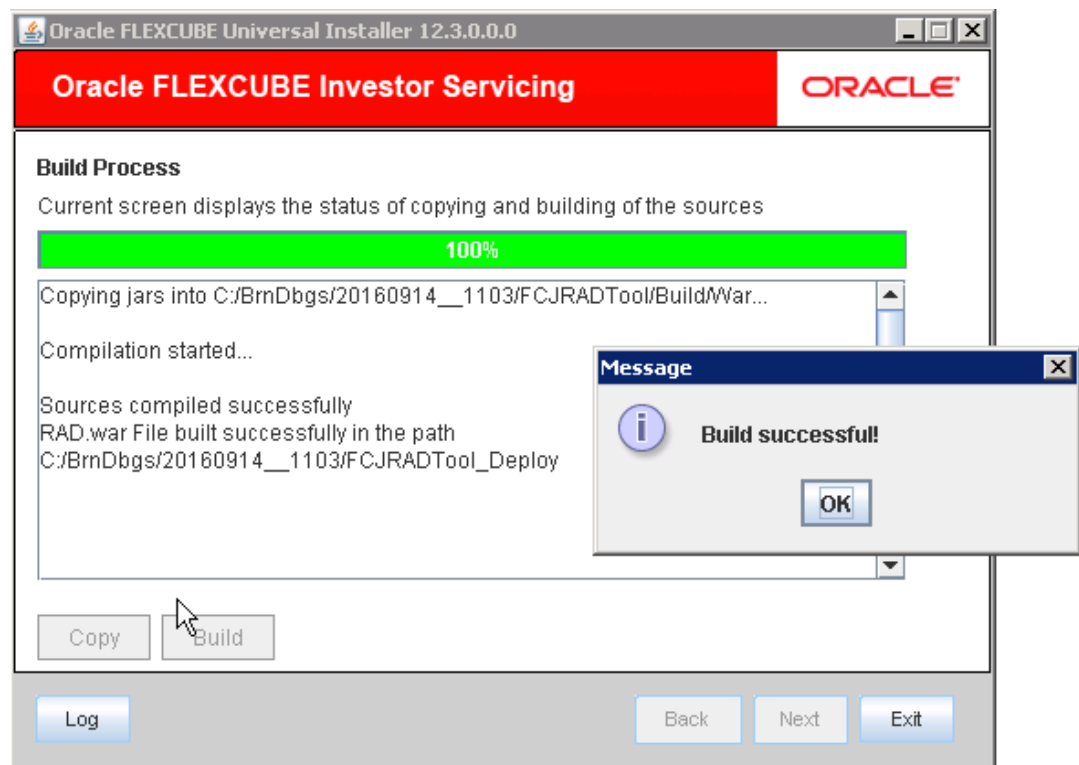 Oracle FLEXCUBE Universal Installer 12.3.0.0.0
Oracle FLEXCUBE Investor Servicing
ORACLE
Build Process
Current screen displays the status of copying and building of the sources
100%
Copying jars into C:/BrnDbgs/20160914__1103/FCJRADTool/Build/War...
Compilation started...
Sources compiled successfully
RAD.war File built successfully in the path
C:/BrnDbgs/20160914__1103/FCJRADTool_Deploy
Message
Build successful!
OK
Copy Build
Log Back Next Exit